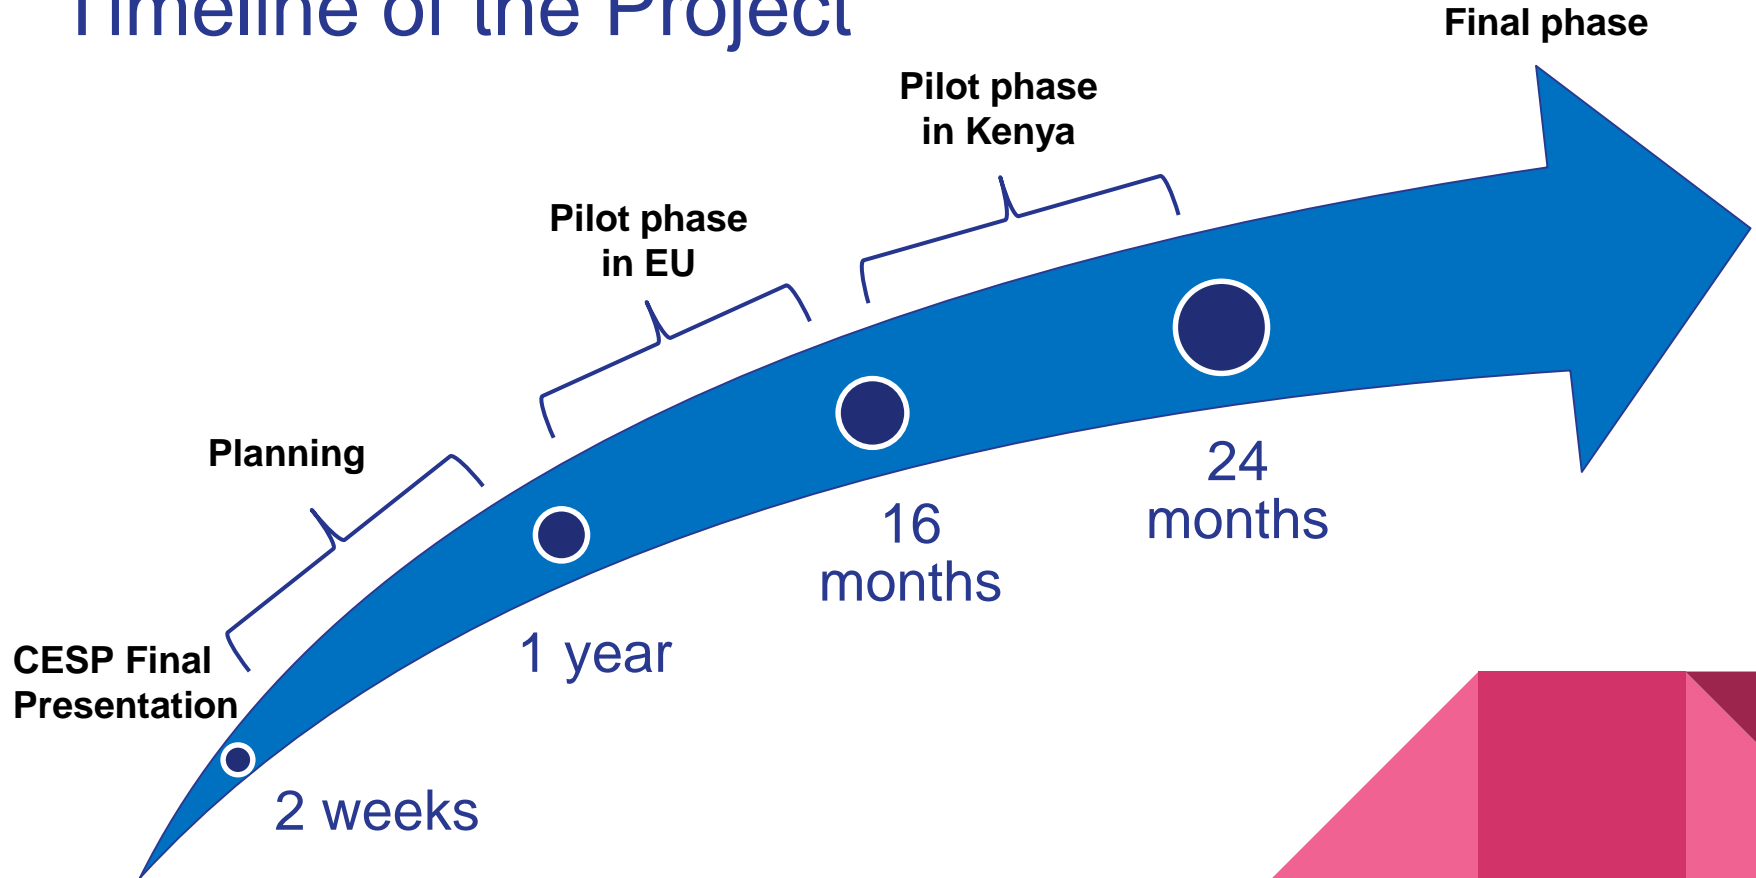 Timeline of the Project
Final phase
Pilot phase
in Kenya
Pilot phase
in EU
Planning
CESP Final
Presentation
2 weeks
1 year
16
months
24
months